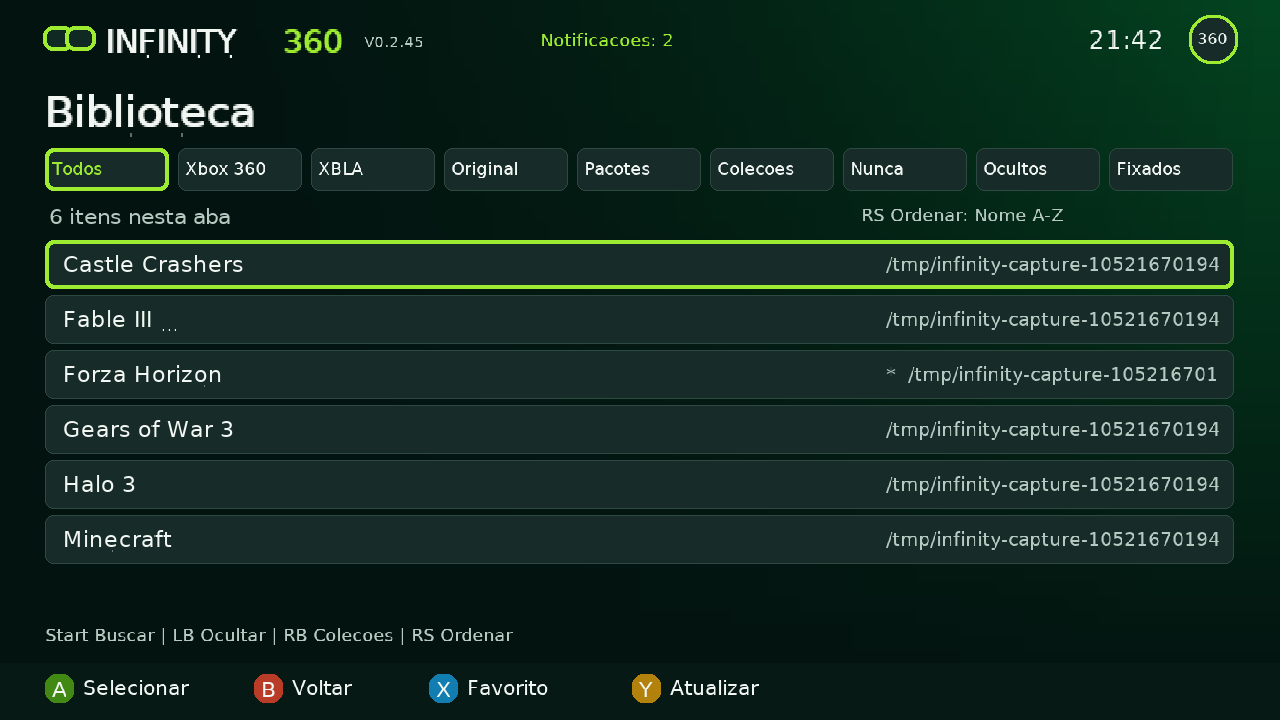 INFINITY 360 V0.2.45 Notificacoes: 2 21:42 360
Biblioteca
Todos Xbox 360 XBLA Original Pacotes Colecoes Nunca Ocultos Fixados
6 itens nesta aba RS Ordenar: Nome A-Z
Castle Crashers /tmp/infinity-capture-10521670194
Fable III ... /tmp/infinity-capture-10521670194
Forza Horizon * /tmp/infinity-capture-105216701
Gears of War 3 /tmp/infinity-capture-10521670194
Halo 3 /tmp/infinity-capture-10521670194
Minecraft /tmp/infinity-capture-10521670194
Start Buscar | LB Ocultar | RB Colecoes | RS Ordenar
A Selecionar B Voltar X Favorito Y Atualizar